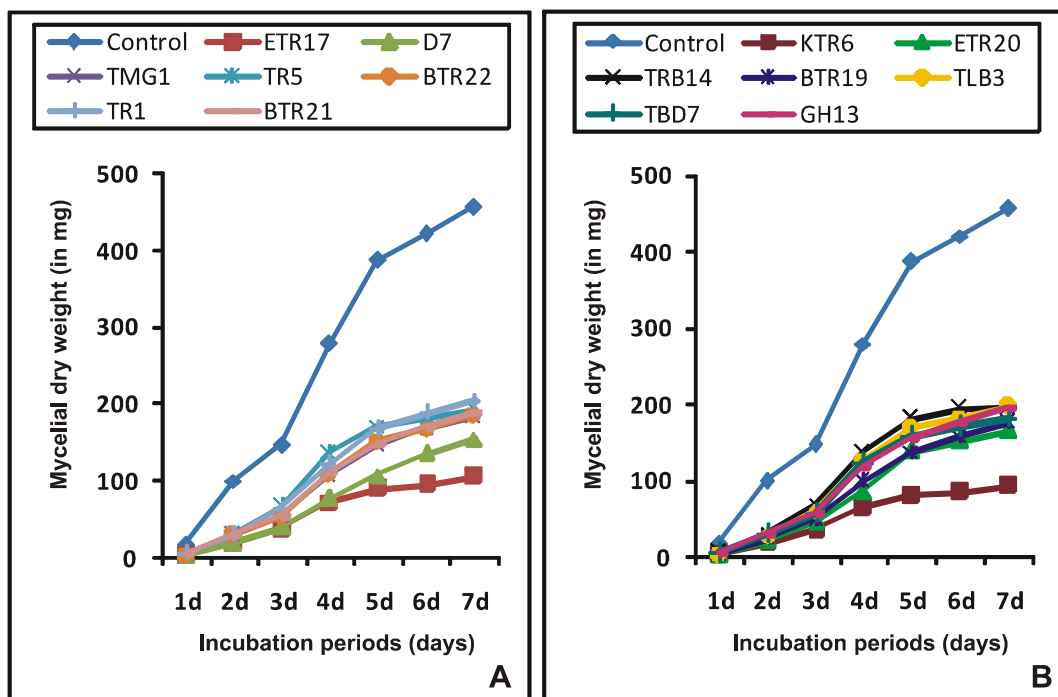 Control ETR17 D7
TMG1 TR5 BTR22
TR1 BTR21
500
400
300
200
100
0
Mycelial dry weight (in mg)
1d 2d 3d 4d 5d 6d 7d
Incubation periods (days)
A
Control KTR6 ETR20
TRB14 BTR19 TLB3
TBD7 GH13
500
400
300
200
100
0
Mycelial dry weight (in mg)
1d 2d 3d 4d 5d 6d 7d
Incubation periods (days)
B